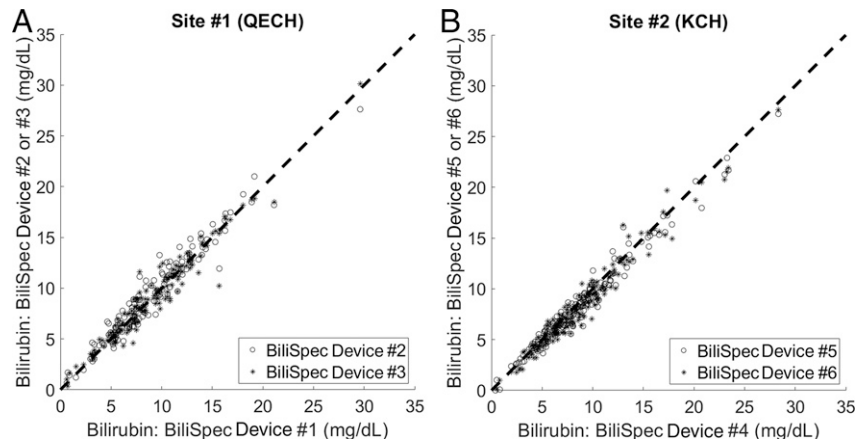 A
Site #1 (QECH)
Bilirubin: BiliSpec Device #2 or #3 (mg/dL)
35
30
25
20
15
10
5
0
BiliSpec Device #2
BiliSpec Device #3
0 5 10 15 20 25 30 35
Bilirubin: BiliSpec Device #1 (mg/dL)
B
Site #2 (KCH)
Bilirubin: BiliSpec Device #5 or #6 (mg/dL)
35
30
25
20
15
10
5
0
BiliSpec Device #5
BiliSpec Device #6
0 5 10 15 20 25 30 35
Bilirubin: BiliSpec Device #4 (mg/dL)